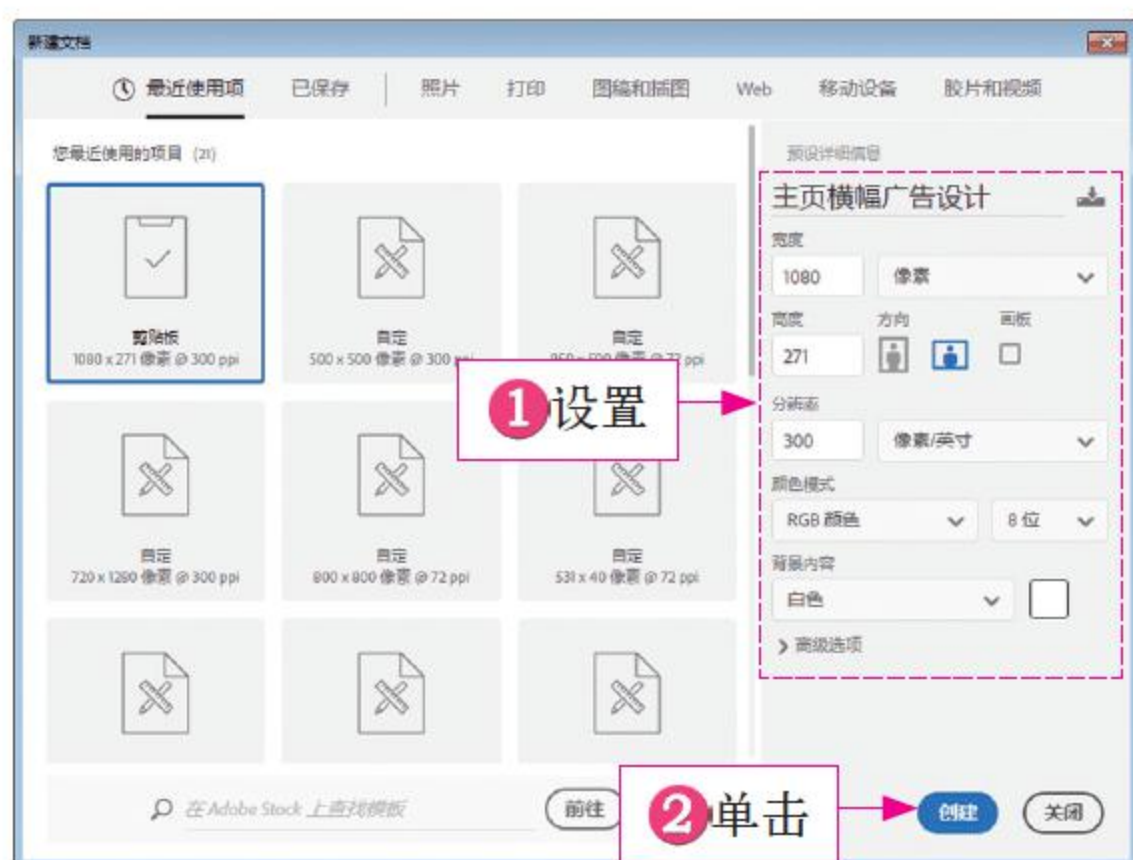 新建文档
最近使用项 已保存 照片 打印 图稿和插图 Web 移动设备 胶片和视频
您最近使用的项目 (21)
剪贴板
1080 x 271 像素 @ 300 ppi
自定
500 x 500 像素 @ 300 ppi
自定
72 ppi
自定
720 x 1280 像素 @ 300 ppi
自定
800 x 800 像素 @ 72 ppi
自定
531 x 40 像素 @ 72 ppi
在 Adobe Stock 上查找模板
前往
预设详细信息
主页横幅广告设计
宽度
1080 像素
高度 方向 画板
271
分辨率
300 像素/英寸
颜色模式
RGB 颜色 8 位
背景内容
白色
高级选项
创建 关闭
1设置
2单击